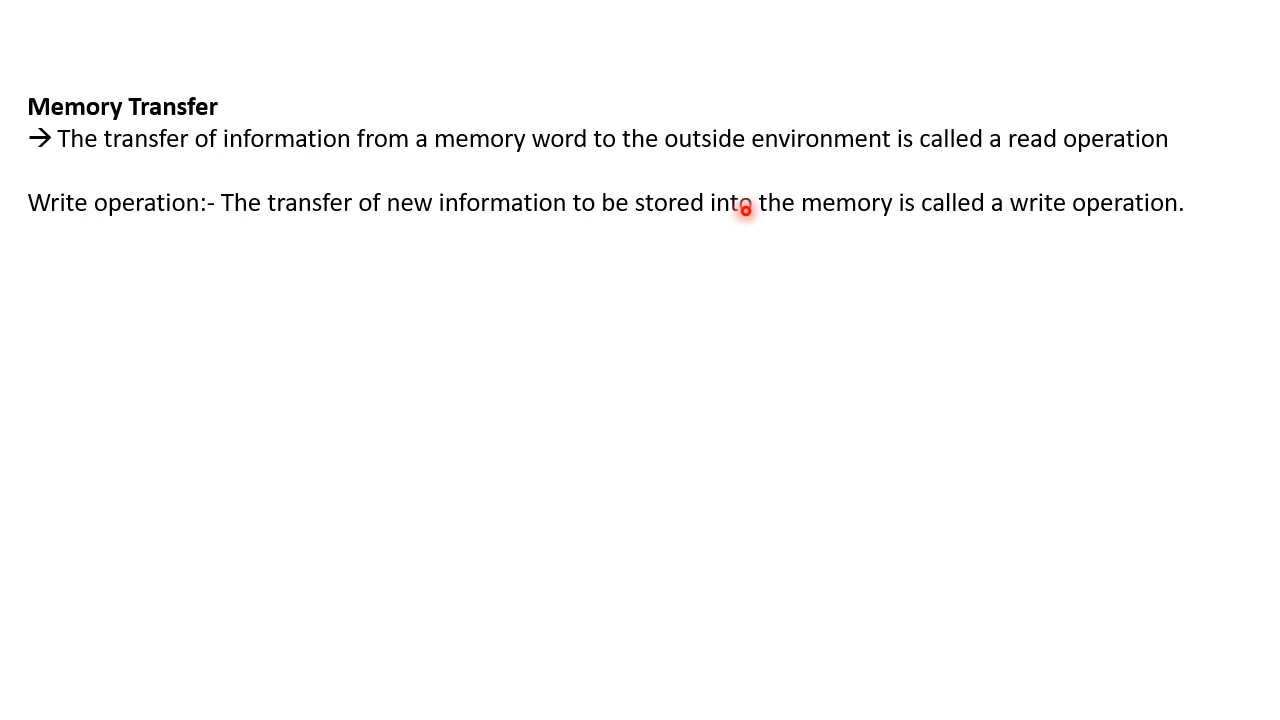 Memory Transfer
→ The transfer of information from a memory word to the outside environment is called a read operation
Write operation:- The transfer of new information to be stored into the memory is called a write operation.